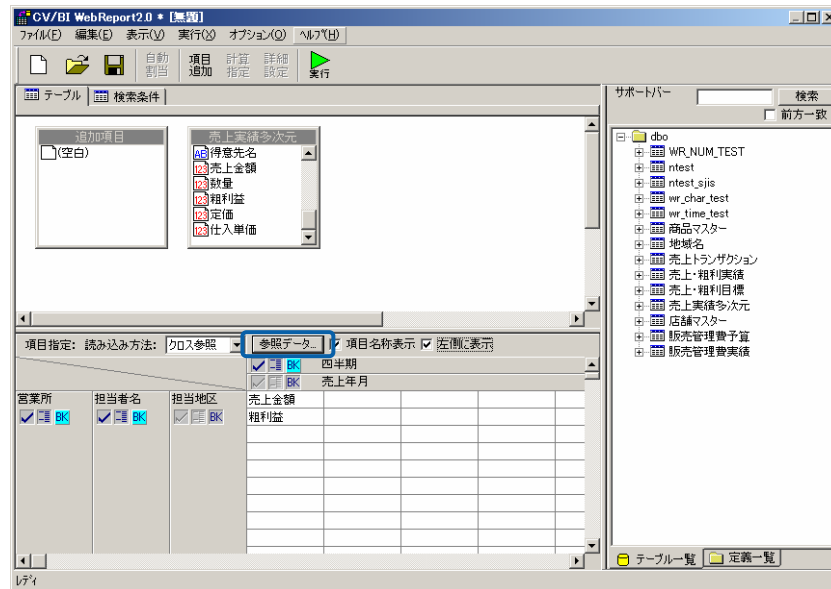 CV/BI WebReport2.0 * [無題]
ファイル(F) 編集(E) 表示(V) 実行(X) オプション(O) ヘルプ(H)
自動割当 項目追加 計算指定 詳細設定 実行
テーブル 検索条件
追加項目
(空白)
売上実績多次元
得意先名
売上金額
数量
粗利益
定価
仕入単価
項目指定: 読み込み方法: クロス参照 参照データ... 項目名称表示 左側に表示
BK 四半期
BK 売上年月
営業所 担当者名 担当地区 売上金額
BK BK BK 粗利益
サポートバー 検索
前方一致
dbo
WR_NUM_TEST
ntest
ntest_sjis
wr_char_test
wr_time_test
商品マスター
地域名
売上トランザクション
売上・粗利実績
売上・粗利目標
売上実績多次元
店舗マスター
販売管理費予算
販売管理費実績
テーブル一覧 定義一覧
レディ